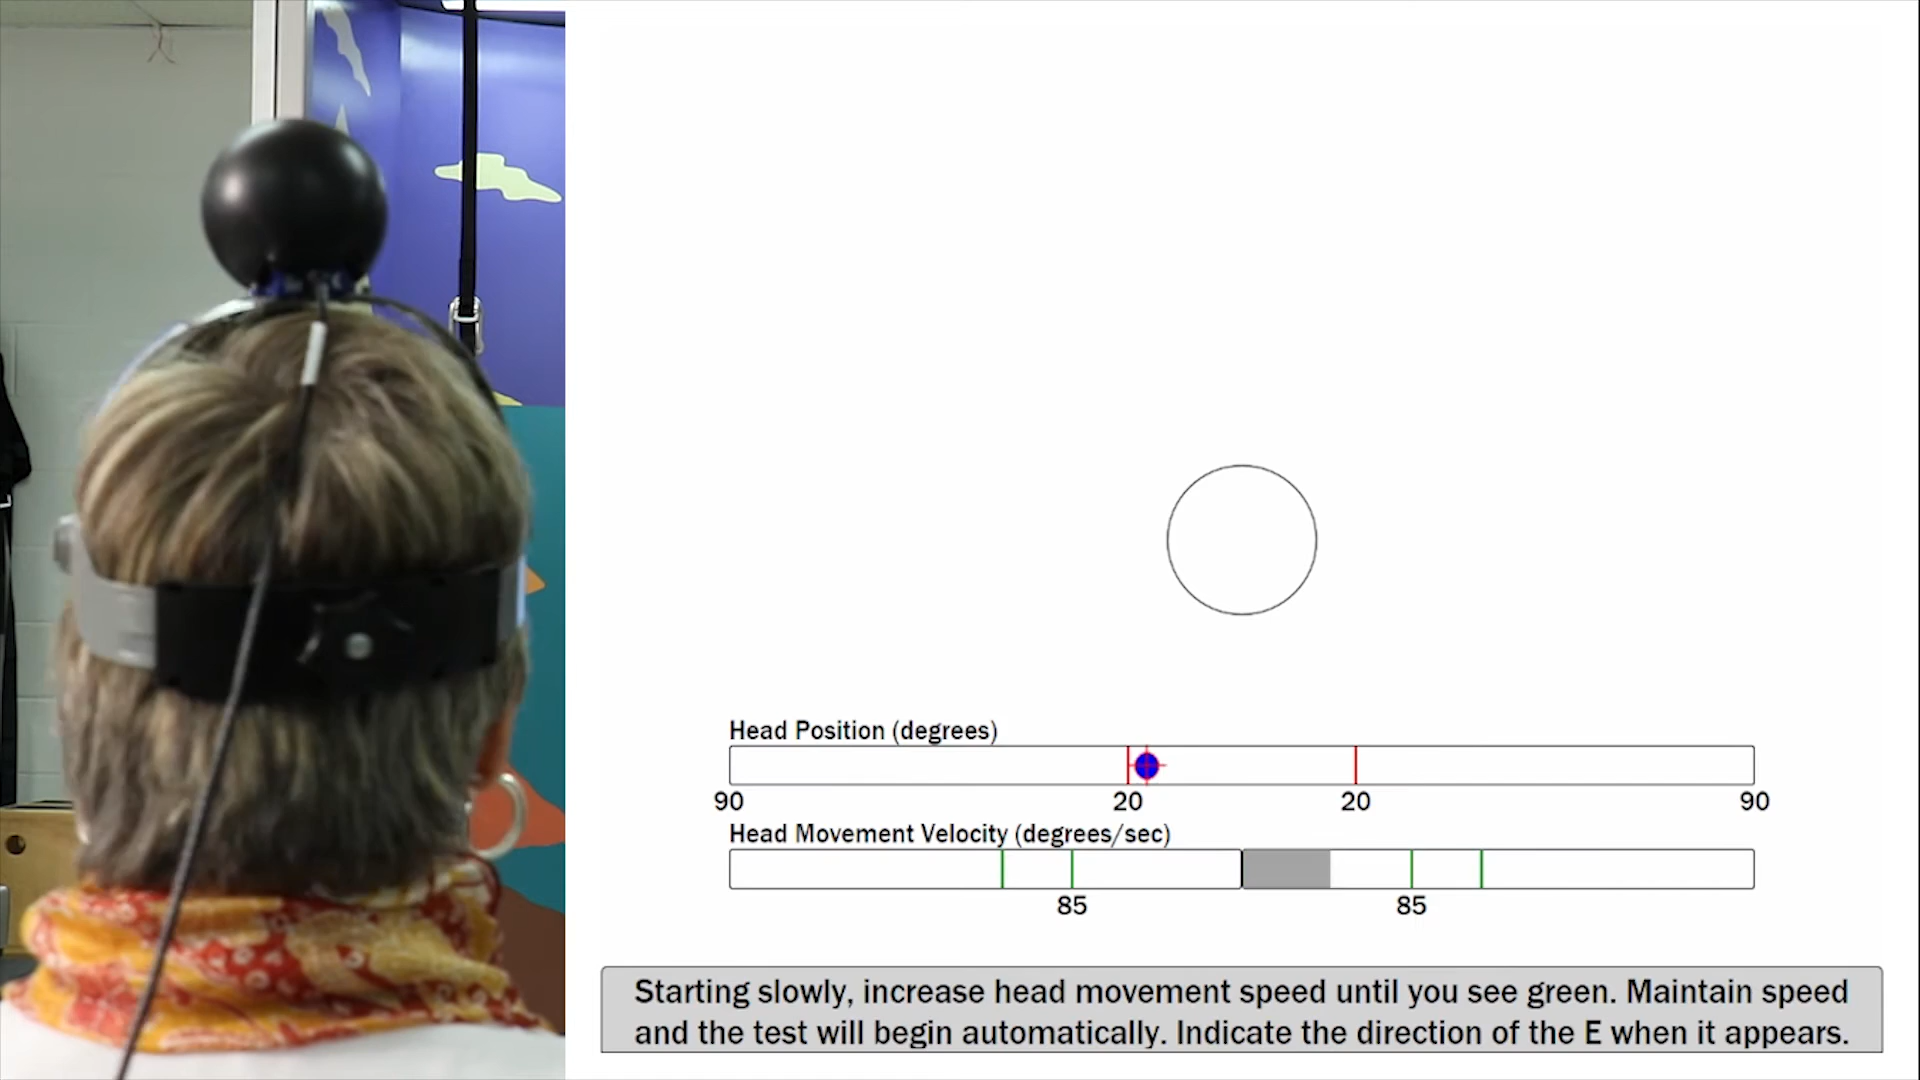 Head Position (degrees)
90 20 20 90
Head Movement Velocity (degrees/sec)
85 85
Starting slowly, increase head movement speed until you see green. Maintain speed
and the test will begin automatically. Indicate the direction of the E when it appears.